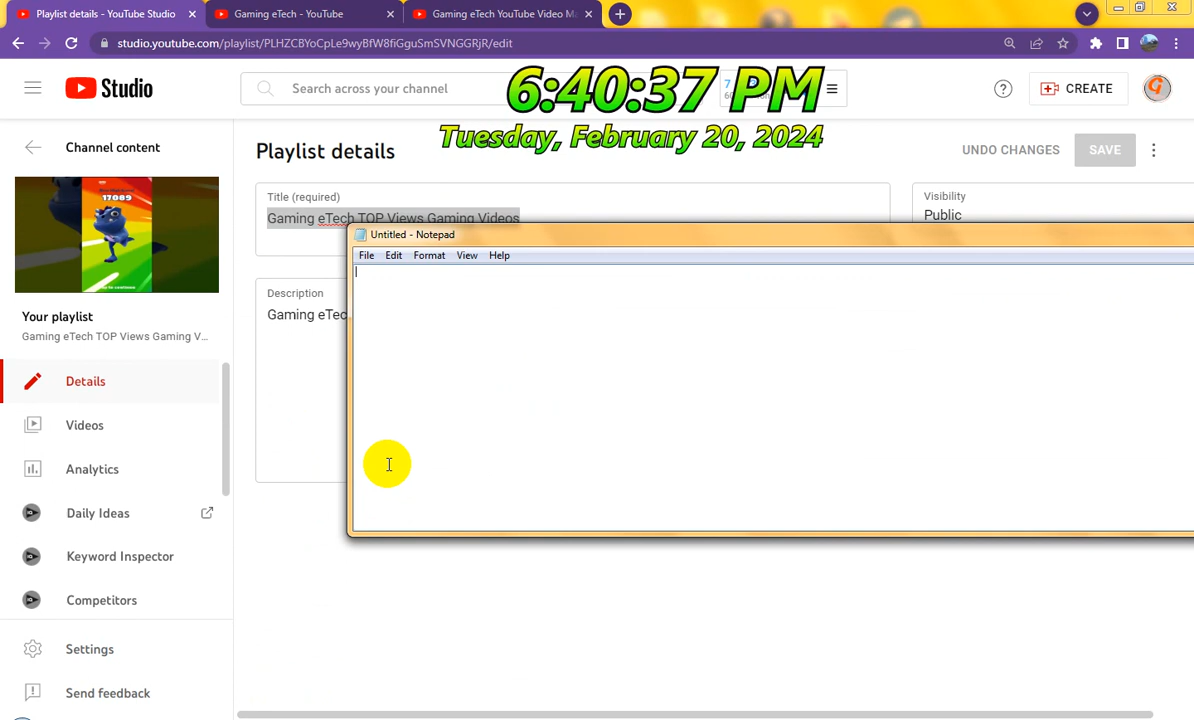 Playlist details - YouTube Studio
Gaming eTech - YouTube
Gaming eTech YouTube Video Ma
studio.youtube.com/playlist/PLHZCBYoCpLe9wyBfW8fiGguSmSVNGGRjR/edit
Studio
Search across your channel
6:40:37 PM
CREATE
Tuesday, February 20, 2024
Channel content
Playlist details
UNDO CHANGES
SAVE
17089
Title (required)
Gaming eTech TOP Views Gaming Videos
Visibility
Public
Untitled - Notepad
File Edit Format View Help
Description
Gaming eTec
Your playlist
Gaming eTech TOP Views Gaming V...
Details
Videos
Analytics
Daily Ideas
Keyword Inspector
Competitors
Settings
Send feedback